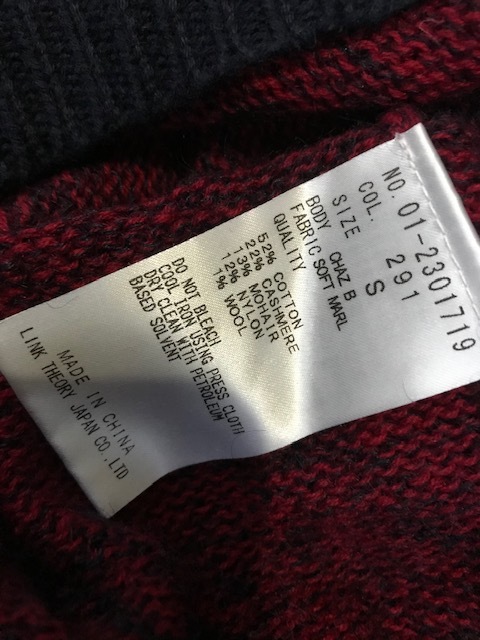 NO. 01-2301719
COL. 291
SIZE S
BODY CHAZ B
FABRIC SOFT MARL
QUALITY
52% COTTON
22% CASHMERE
13% MOHAIR
12% NYLON
1% WOOL
DO NOT BLEACH
COOL IRON USING PRESS CLOTH
DRY CLEAN WITH PETROLEUM
BASED SOLVENT
MADE IN CHINA
LINK THEORY JAPAN CO.,LTD